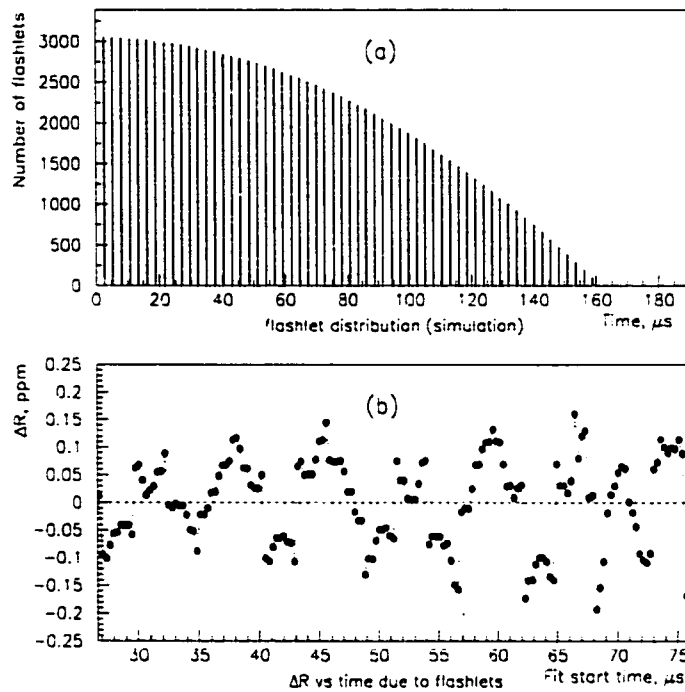 Number of flashlets
3000
2500
2000
1500
1000
500
0
(a)
0 20 40 60 80 100 120 140 160 180
flashlet distribution (simulation)
Time, μs
ΔR, ppm
0.25
0.2
0.15
0.1
0.05
0
-0.05
-0.1
-0.15
-0.2
-0.25
(b)
30 35 40 45 50 55 60 65 70 75
ΔR vs time due to flashlets
Fit start time, μs